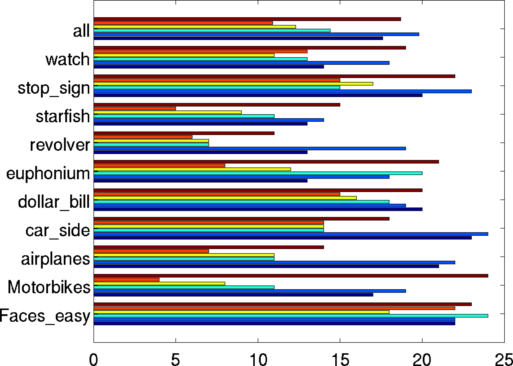 all
watch
stop_sign
starfish
revolver
euphonium
dollar_bill
car_side
airplanes
Motorbikes
Faces_easy
0 5 10 15 20 25